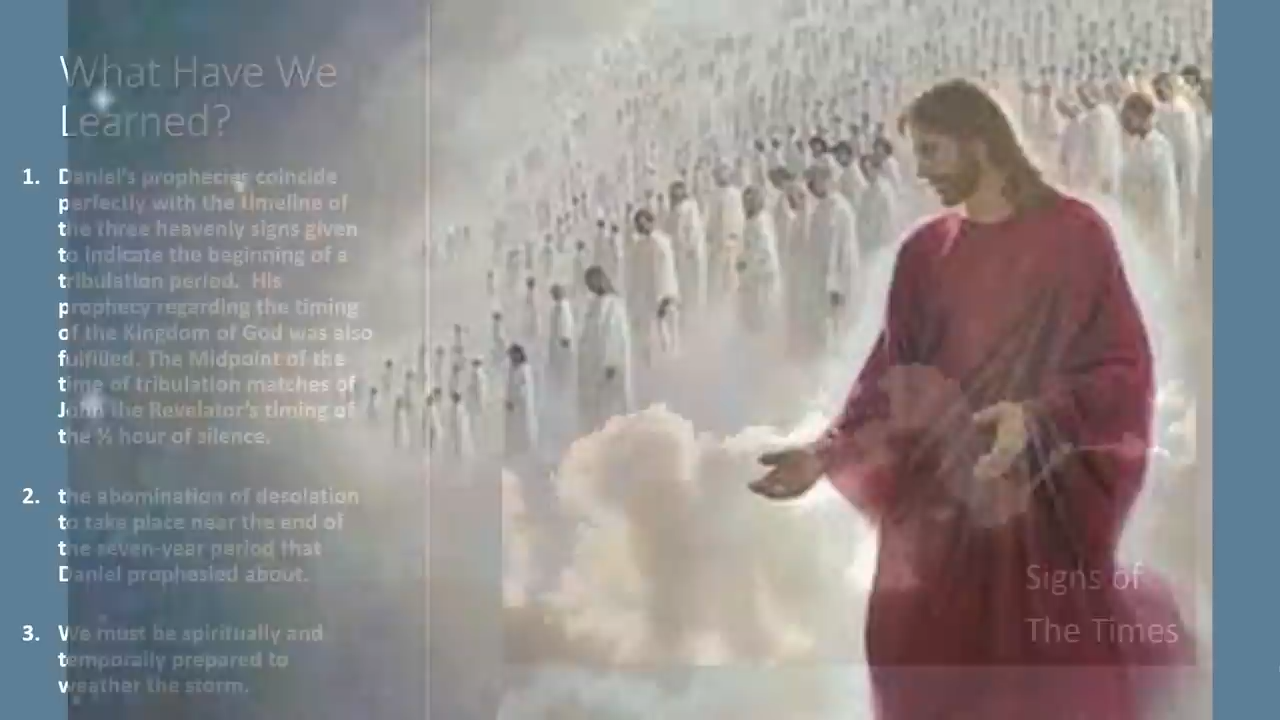 What Have We
Learned?
1. Daniel's prophecies coincide
perfectly with the timeline of
the three heavenly signs given
to indicate the beginning of a
tribulation period. His
prophecy regarding the timing
of the Kingdom of God was also
fulfilled. The Midpoint of the
time of tribulation matches of
John the Revelator's timing of
the ½ hour of silence.
2. the abomination of desolation
to take place near the end of
the seven-year period that
Daniel prophesied about.
3. We must be spiritually and
temporally prepared to
weather the storm.
Signs of
The Times